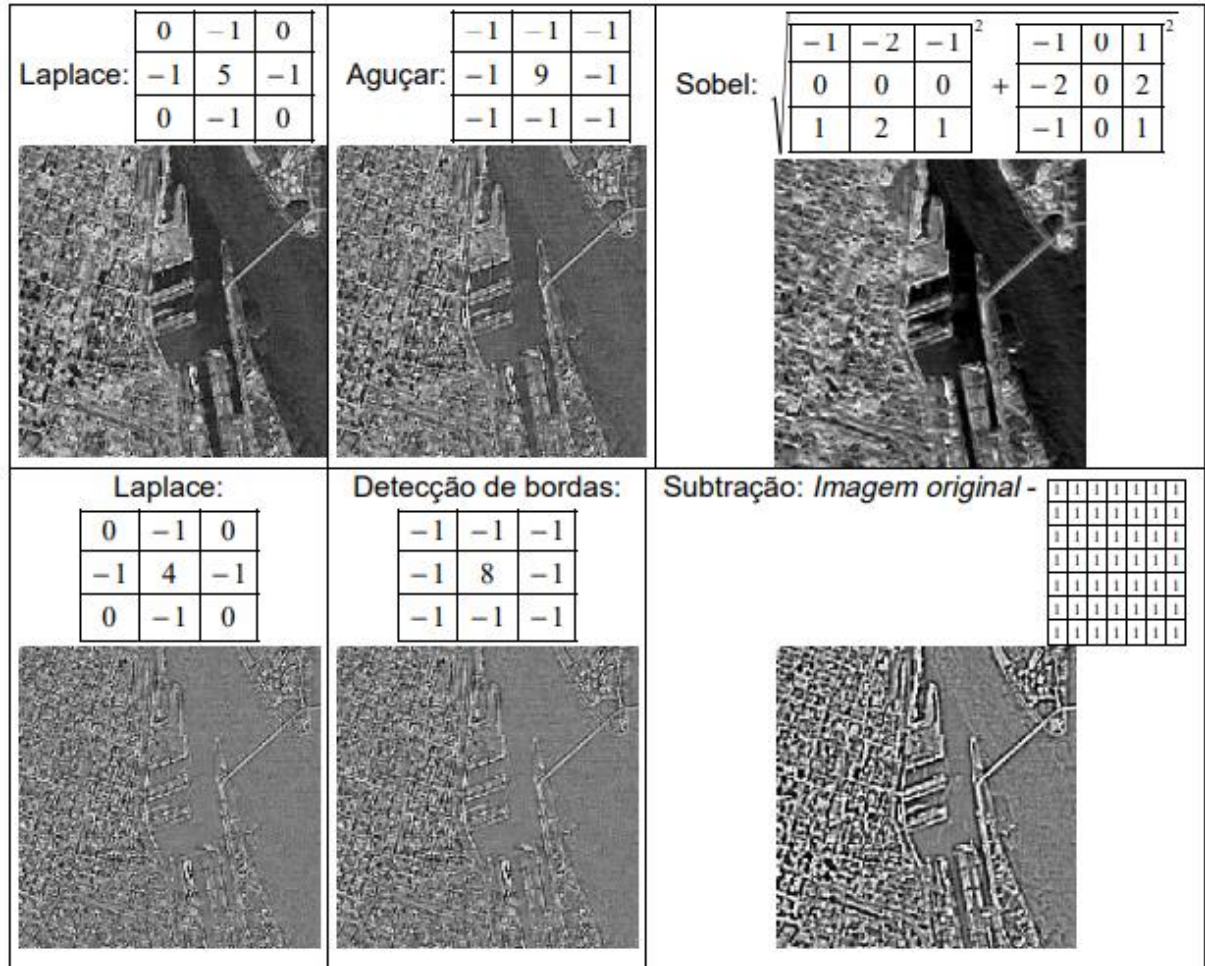 Laplace:
0 −1 0
−1 5 −1
0 −1 0
Aguçar:
−1 −1 −1
−1 9 −1
−1 −1 −1
Sobel:
√
−1 −2 −1
0 0 0
1 2 1
2
+
−1 0 1
−2 0 2
−1 0 1
2
Laplace:
0 −1 0
−1 4 −1
0 −1 0
Detecção de bordas:
−1 −1 −1
−1 8 −1
−1 −1 −1
Subtração: Imagem original -
1 1 1 1 1 1 1
1 1 1 1 1 1 1
1 1 1 1 1 1 1
1 1 1 1 1 1 1
1 1 1 1 1 1 1
1 1 1 1 1 1 1
1 1 1 1 1 1 1